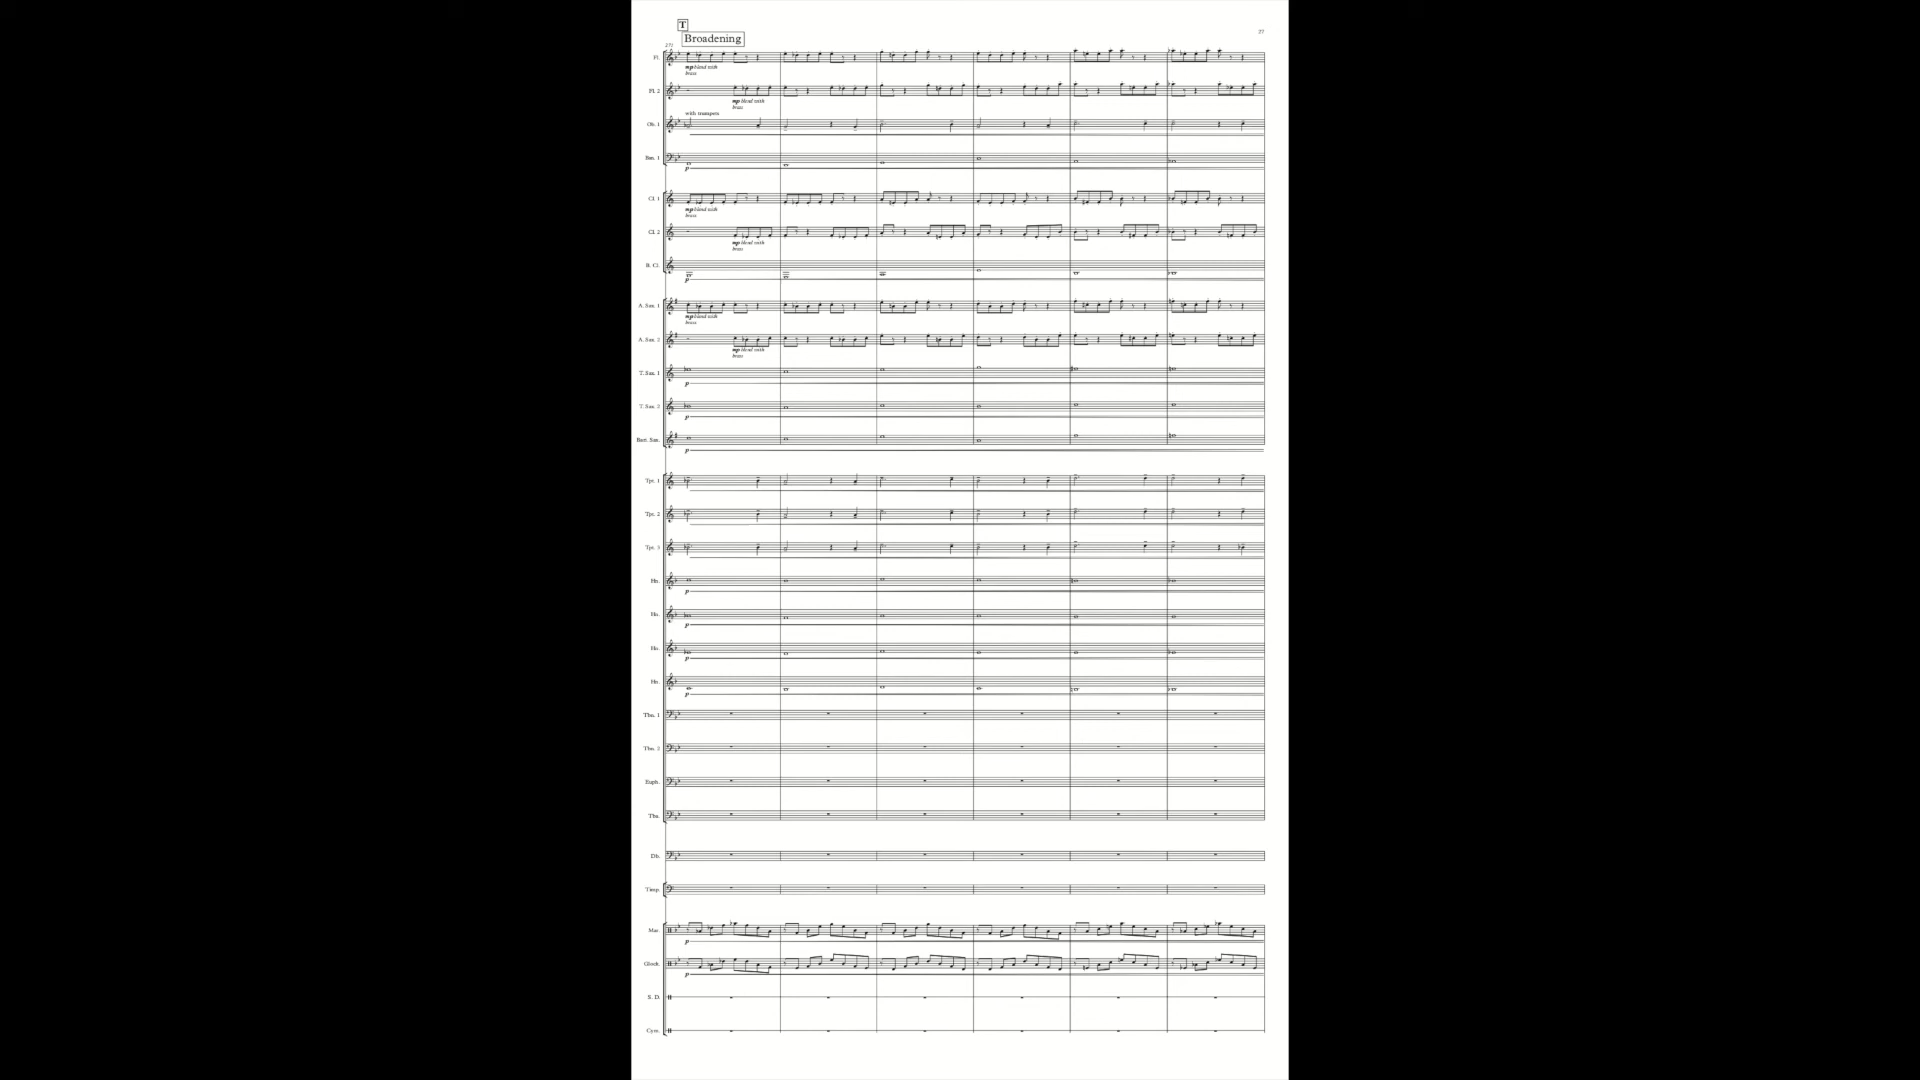 T
Broadening
77
271
Fl.
mp blend with
brass
Fl. 2
mp blend with
brass
with trumpets
Ob. 1
Bsn. 1
p
Cl. 1
mp blend with
brass
Cl. 2
mp blend with
brass
B. Cl.
p
A. Sax. 1
mp blend with
brass
A. Sax. 2
mp blend with
brass
T. Sax. 1
p
T. Sax. 2
p
Bari. Sax.
p
Tpt. 1
Tpt. 2
Tpt. 3
Hn.
p
Hn.
p
Hn.
p
Hn.
p
Tbn. 1
Tbn. 2
Euph.
Tba.
Db.
Timp.
Mar.
p
Glock.
p
S. D.
Cym.